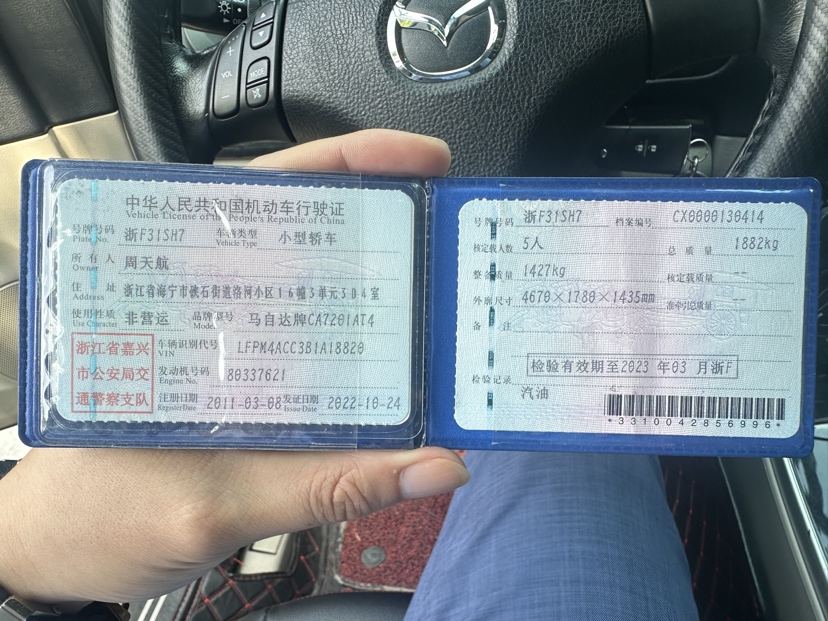 中华人民共和国机动车行驶证
Vehicle License of the People's Republic of China
号牌号码 浙F31SH7 车辆类型 小型轿车
Plate No. Vehicle Type
所有人 周天航
Owner
住址 浙江省海宁市硖石街道洛河小区16幢3单元304室
Address
使用性质 非营运 品牌型号 马自达牌CA7201AT4
Use Character Model
浙江省嘉兴
市公安局交
通警察支队
车辆识别代号 LFPM4ACC3B1A18820
VIN
发动机号码 80337621
Engine No.
注册日期 2011-03-08 发证日期 2022-10-24
Register Date Issue Date
号牌号码 浙F31SH7 档案编号 CX0000130414
核定载人数 5人 总质量 1882kg
整备质量 1427kg 核定载质量 --
外廓尺寸 4670×1780×1435mm 准牵引总质量 --
备注
检验有效期至2023年03月浙F
检验记录
汽油
*3310042856996*
VOL
MODE